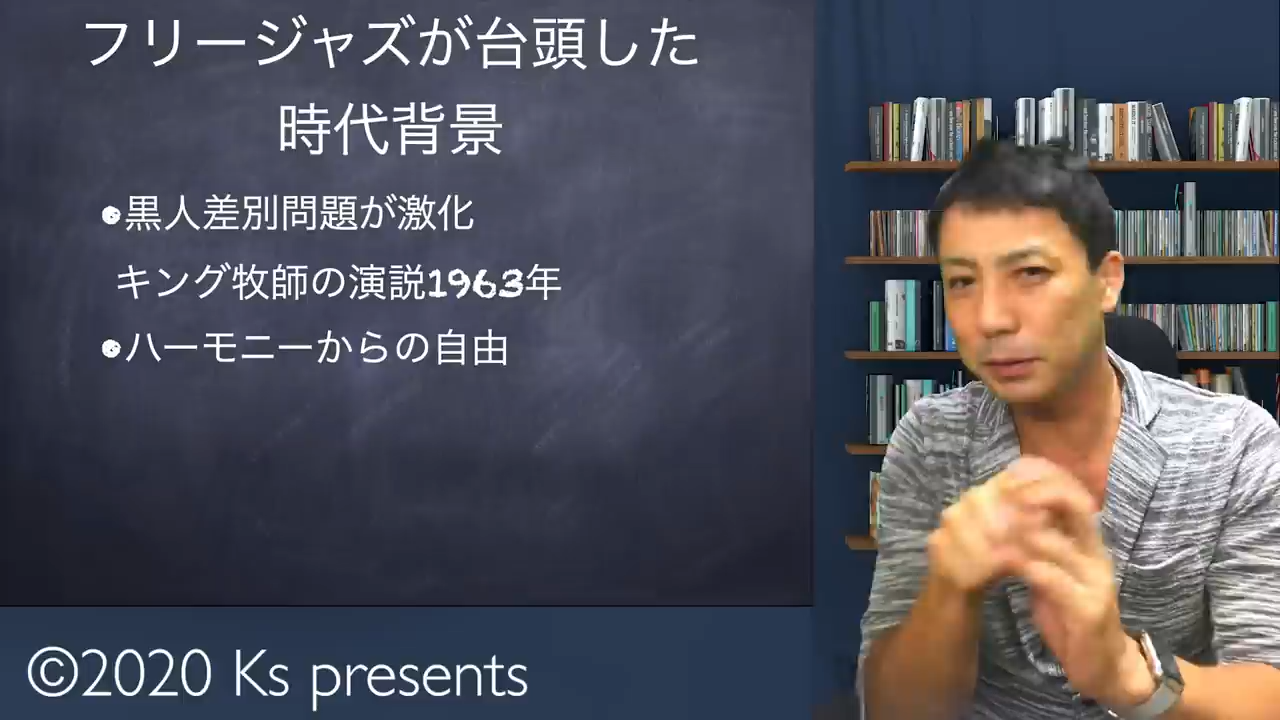 フリージャズが台頭した
時代背景
●黒人差別問題が激化
キング牧師の演説1963年
●ハーモニーからの自由
©2020 Ks presents